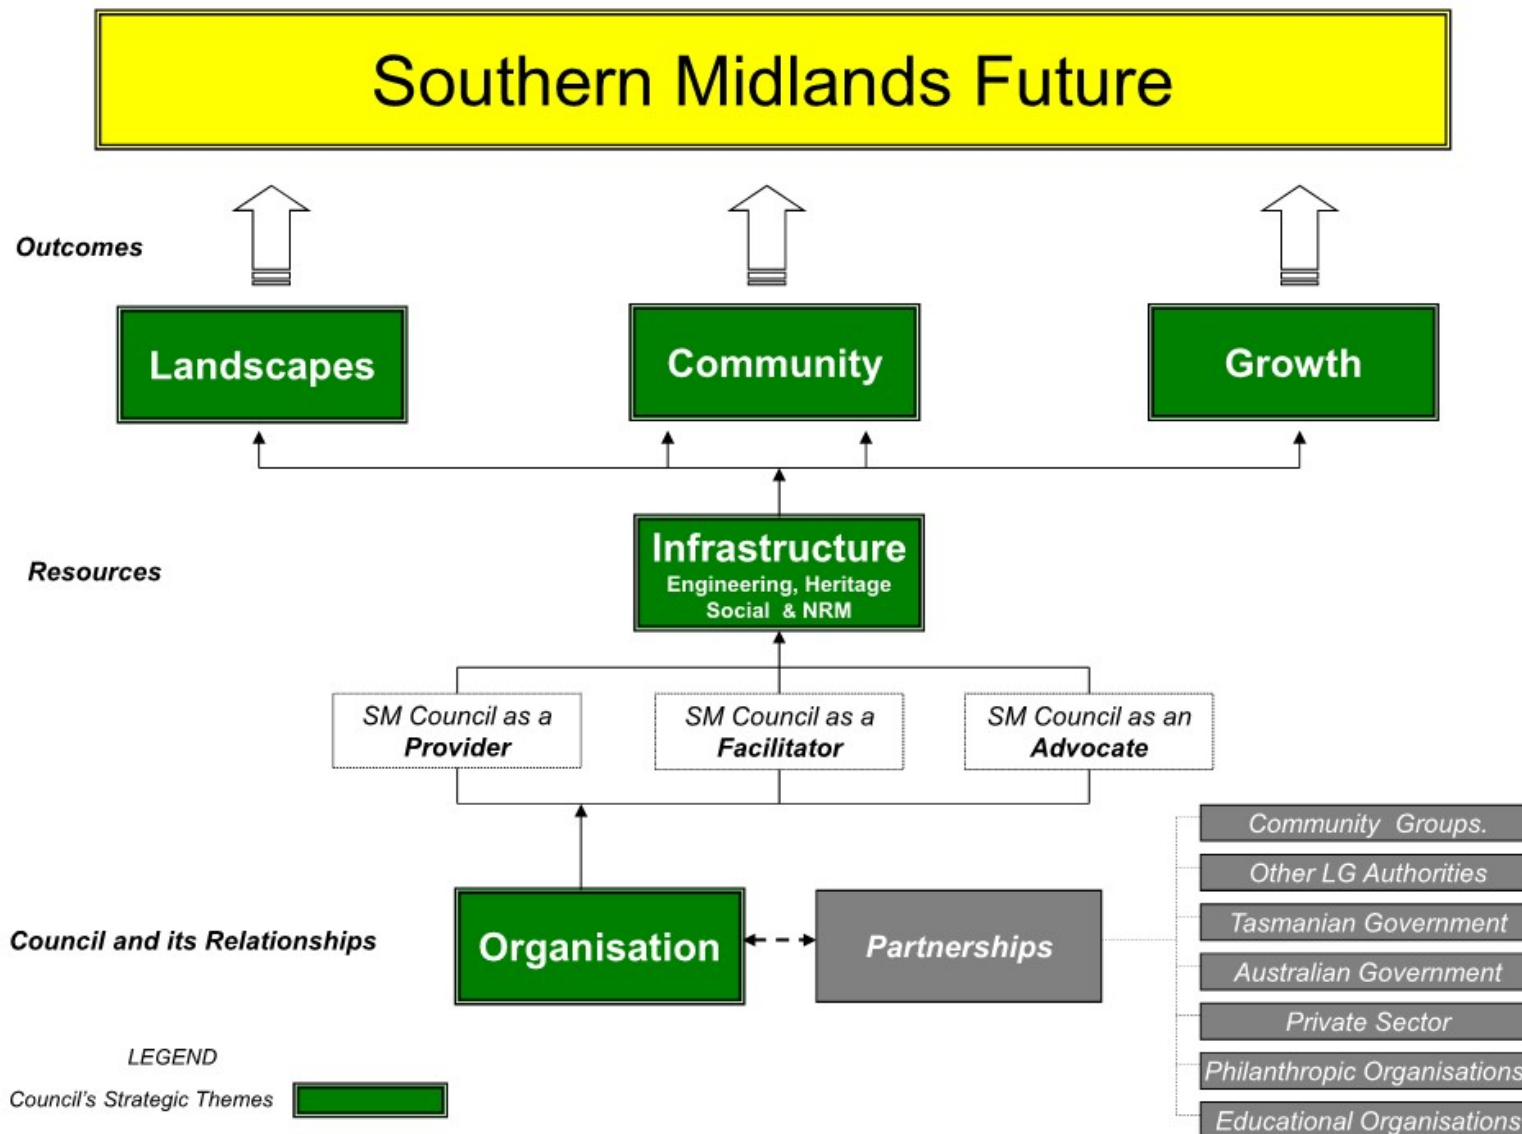 Southern Midlands Future
Outcomes
Landscapes
Community
Growth
Resources
Infrastructure
Engineering, Heritage
Social & NRM
SM Council as a
Provider
SM Council as a
Facilitator
SM Council as an
Advocate
Council and its Relationships
Organisation
Partnerships
Community Groups.
Other LG Authorities
Tasmanian Government
Australian Government
Private Sector
Philanthropic Organisations
Educational Organisations
LEGEND
Council's Strategic Themes